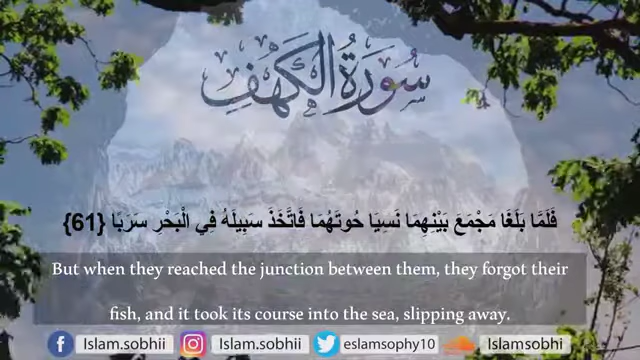 سورة الكهف
فَلَمَّا بَلَغَا مَجْمَعَ بَيْنِهِمَا نَسِيَا حُوتَهُمَا فَاتَّخَذَ سَبِيلَهُ فِي الْبَحْرِ سَرَبًا {61}
But when they reached the junction between them, they forgot their
fish, and it took its course into the sea, slipping away.
Islam.sobhii Islam.sobhii eslamsophy10 Islamsobhi